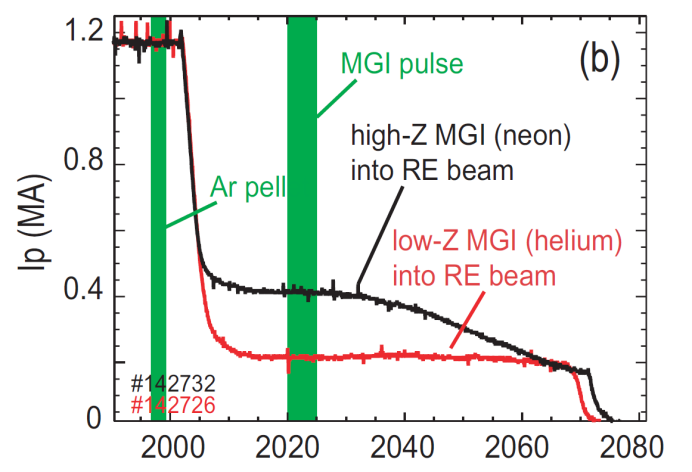 1.2
0.8
0.4
0
Ip (MA)
(b)
MGI pulse
high-Z MGI (neon)
into RE beam
Ar pell
low-Z MGI (helium)
into RE beam
#142732
#142726
2000 2020 2040 2060 2080